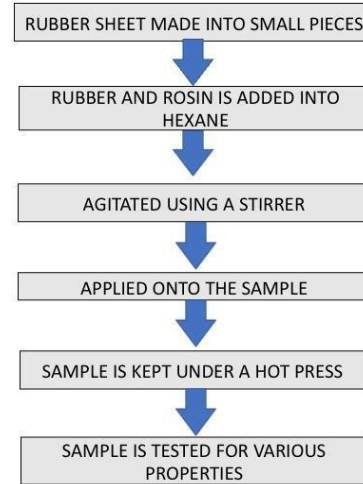 RUBBER SHEET MADE INTO SMALL PIECES
RUBBER AND ROSIN IS ADDED INTO
HEXANE
AGITATED USING A STIRRER
APPLIED ONTO THE SAMPLE
SAMPLE IS KEPT UNDER A HOT PRESS
SAMPLE IS TESTED FOR VARIOUS
PROPERTIES